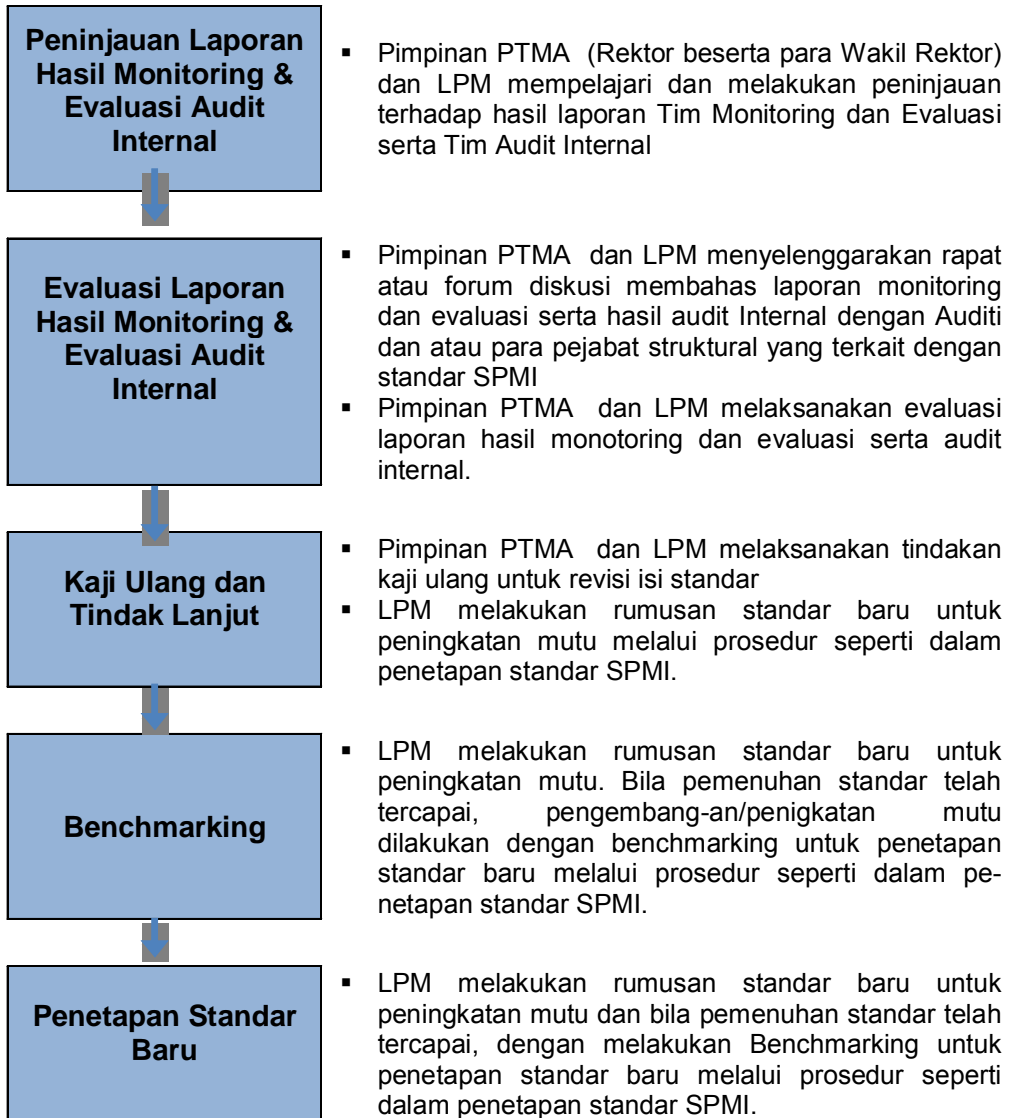 Peninjauan Laporan
Hasil Monitoring &
Evaluasi Audit
Internal
▪ Pimpinan PTMA (Rektor beserta para Wakil Rektor)
dan LPM mempelajari dan melakukan peninjauan
terhadap hasil laporan Tim Monitoring dan Evaluasi
serta Tim Audit Internal
Evaluasi Laporan
Hasil Monitoring &
Evaluasi Audit
Internal
▪ Pimpinan PTMA dan LPM menyelenggarakan rapat
atau forum diskusi membahas laporan monitoring
dan evaluasi serta hasil audit Internal dengan Auditi
dan atau para pejabat struktural yang terkait dengan
standar SPMI
▪ Pimpinan PTMA dan LPM melaksanakan evaluasi
laporan hasil monotoring dan evaluasi serta audit
internal.
Kaji Ulang dan
Tindak Lanjut
▪ Pimpinan PTMA dan LPM melaksanakan tindakan
kaji ulang untuk revisi isi standar
▪ LPM melakukan rumusan standar baru untuk
peningkatan mutu melalui prosedur seperti dalam
penetapan standar SPMI.
Benchmarking
▪ LPM melakukan rumusan standar baru untuk
peningkatan mutu. Bila pemenuhan standar telah
tercapai, pengembang-an/penigkatan mutu
dilakukan dengan benchmarking untuk penetapan
standar baru melalui prosedur seperti dalam pe-
netapan standar SPMI.
Penetapan Standar
Baru
▪ LPM melakukan rumusan standar baru untuk
peningkatan mutu dan bila pemenuhan standar telah
tercapai, dengan melakukan Benchmarking untuk
penetapan standar baru melalui prosedur seperti
dalam penetapan standar SPMI.